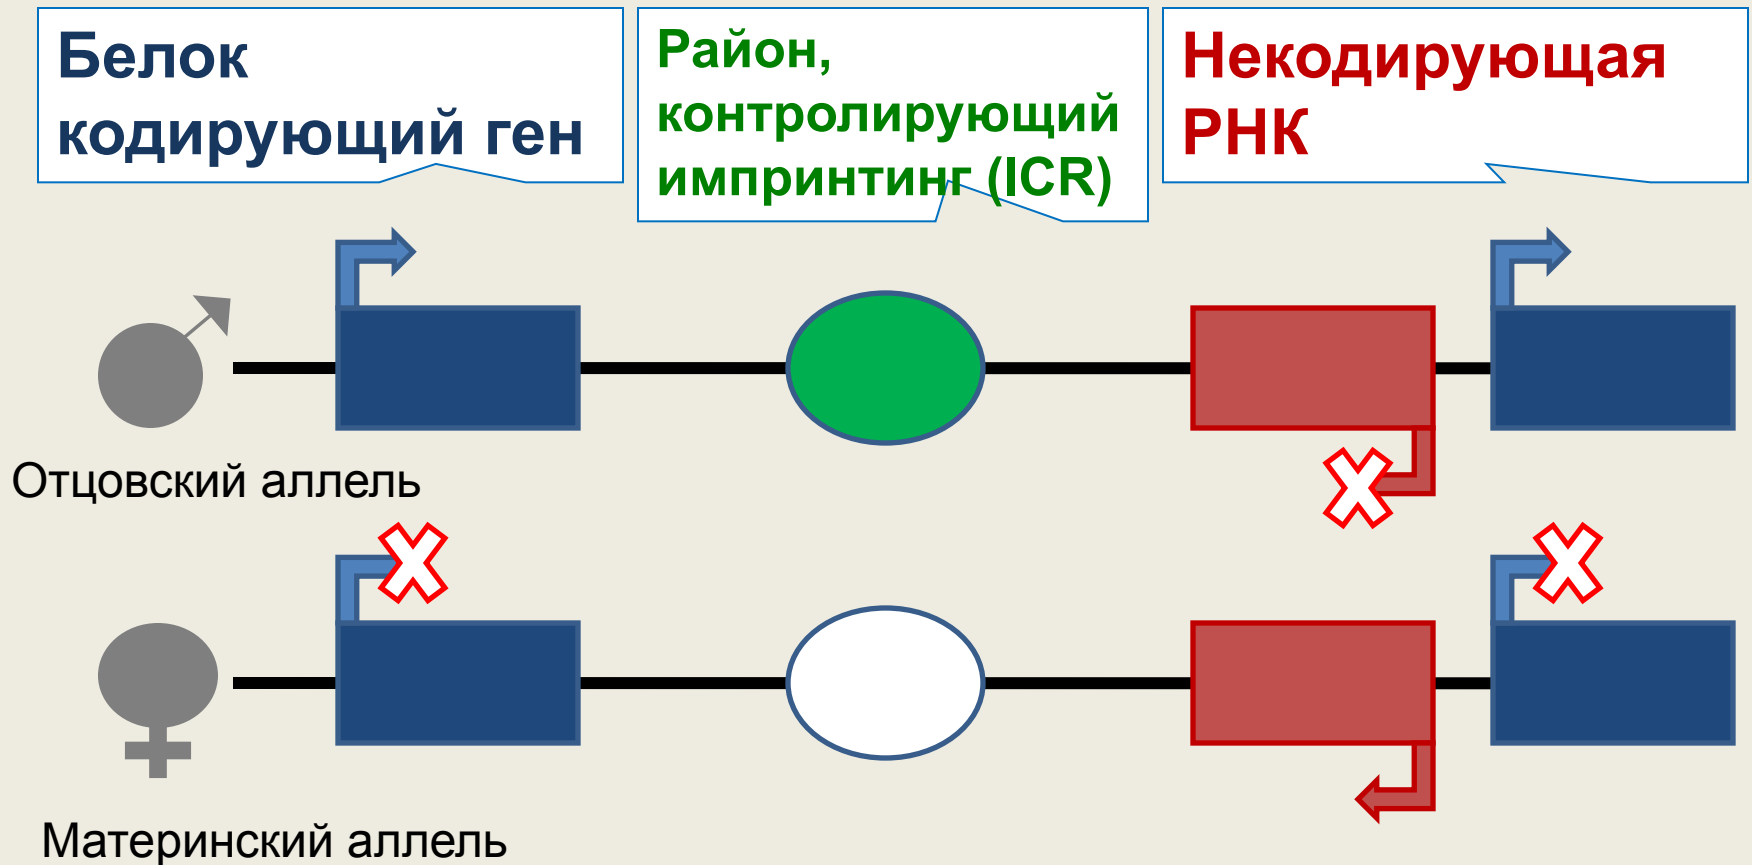 Белок
кодирующий ген
Район,
контролирующий
импринтинг (ICR)
Некодирующая
РНК
Отцовский аллель
Материнский аллель